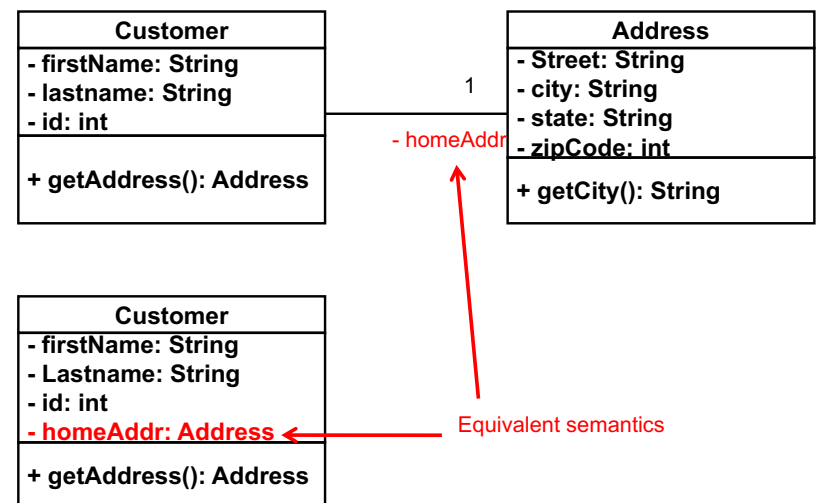 Customer
- firstName: String
- lastname: String
- id: int
+ getAddress(): Address
1
- homeAddr
Address
- Street: String
- city: String
- state: String
- zipCode: int
+ getCity(): String
Customer
- firstName: String
- Lastname: String
- id: int
- homeAddr: Address
+ getAddress(): Address
Equivalent semantics